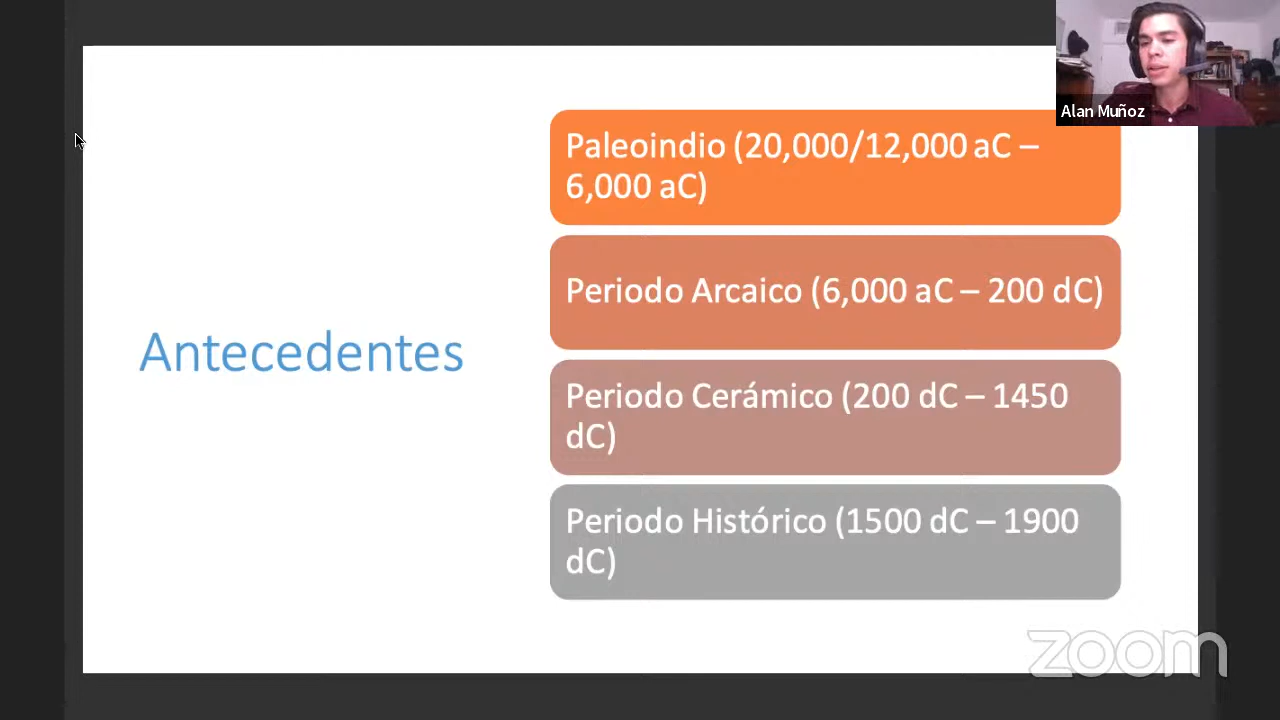 Alan Muñoz
Paleoindio (20,000/12,000 aC –
6,000 aC)
Periodo Arcaico (6,000 aC – 200 dC)
Antecedentes
Periodo Cerámico (200 dC – 1450
dC)
Periodo Histórico (1500 dC – 1900
dC)
zoom